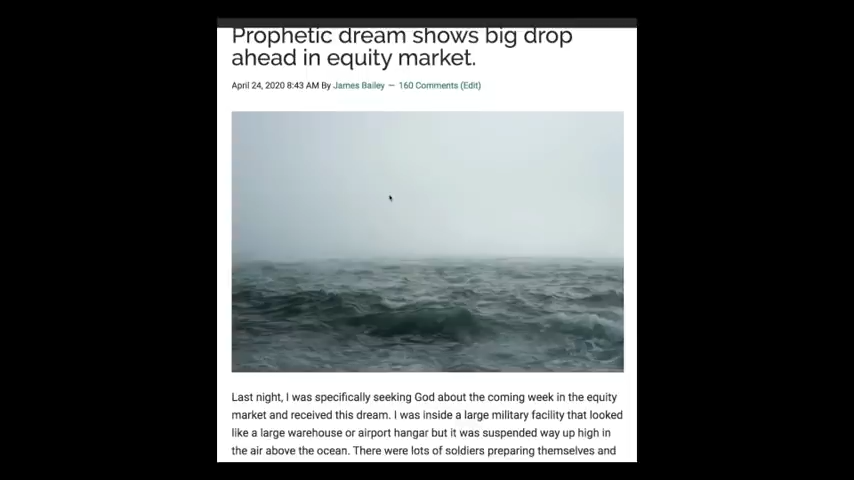 Prophetic dream shows big drop
ahead in equity market.
April 24, 2020 8:43 AM By James Bailey — 160 Comments (Edit)
Last night, I was specifically seeking God about the coming week in the equity
market and received this dream. I was inside a large military facility that looked
like a large warehouse or airport hangar but it was suspended way up high in
the air above the ocean. There were lots of soldiers preparing themselves and